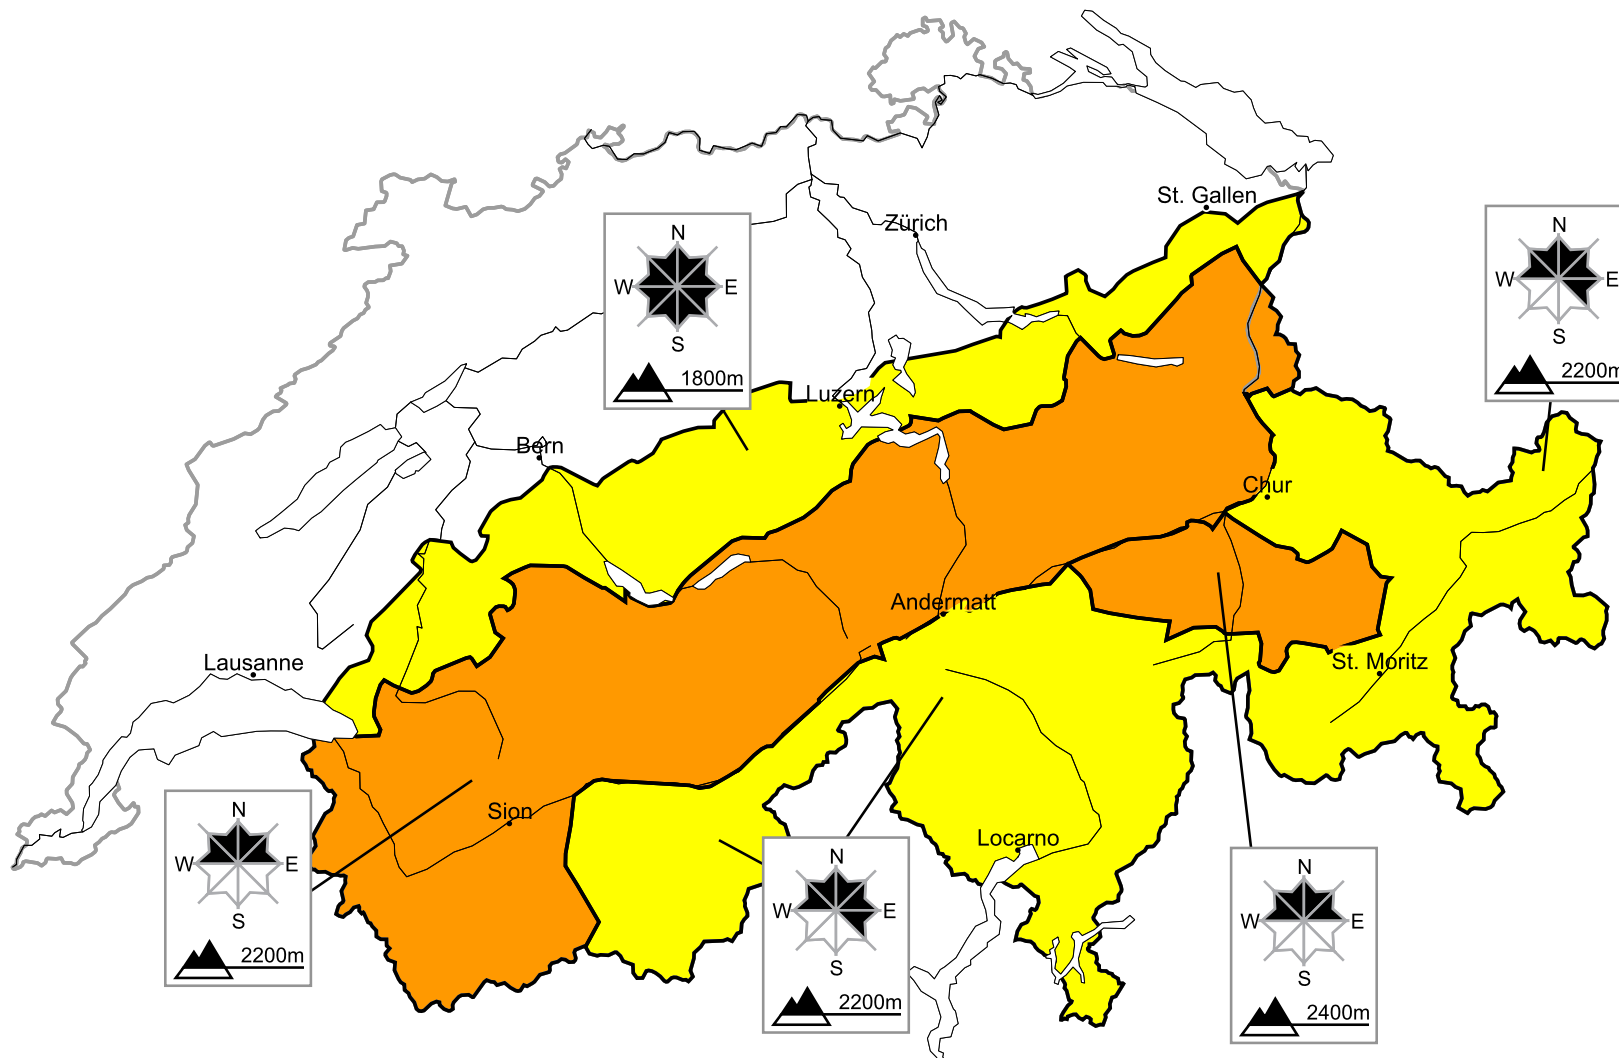 St. Gallen
Zürich
N
W E
S
1800m
N
W E
S
2200m
Luzern
Bern
Chur
Andermatt
Lausanne
St. Moritz
Sion
Locarno
N
W E
S
2200m
N
W E
S
2200m
N
W E
S
2400m